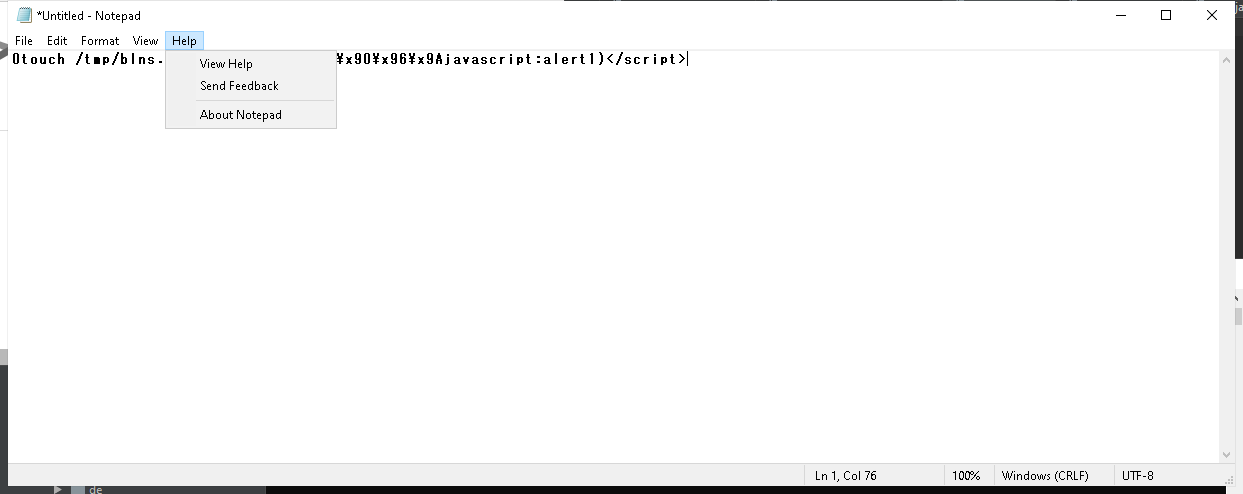 *Untitled - Notepad
File Edit Format View Help
0touch /tmp/blns. ¥x90¥x96¥x9Ajavascript:alert1)</script>
View Help
Send Feedback
About Notepad
Ln 1, Col 76 100% Windows (CRLF) UTF-8
de